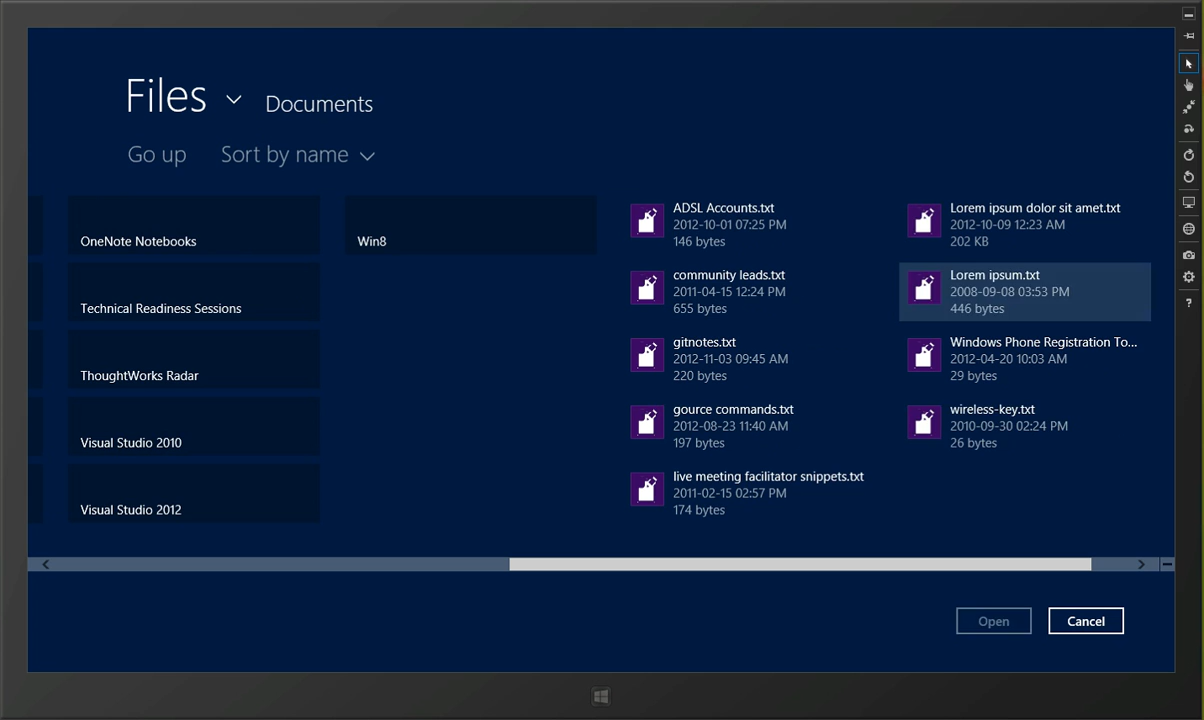 Files Documents
Go up Sort by name
OneNote Notebooks
Technical Readiness Sessions
ThoughtWorks Radar
Visual Studio 2010
Visual Studio 2012
Win8
ADSL Accounts.txt
2012-10-01 07:25 PM
146 bytes
community leads.txt
2011-04-15 12:24 PM
655 bytes
gitnotes.txt
2012-11-03 09:45 AM
220 bytes
gource commands.txt
2012-08-23 11:40 AM
197 bytes
live meeting facilitator snippets.txt
2011-02-15 02:57 PM
174 bytes
Lorem ipsum dolor sit amet.txt
2012-10-09 12:23 AM
202 KB
Lorem ipsum.txt
2008-09-08 03:53 PM
446 bytes
Windows Phone Registration To...
2012-04-20 10:03 AM
29 bytes
wireless-key.txt
2010-09-30 02:24 PM
26 bytes
Open Cancel
?